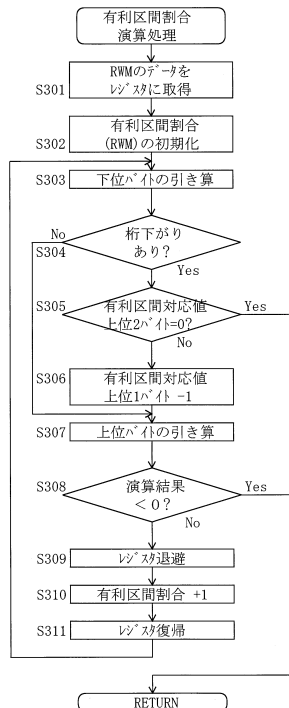 有利区間割合
演算処理
RWMのデータを
レジスタに取得
S301
有利区間割合
(RWM)の初期化
S302
S303
下位バイトの引き算
No
桁下がり
あり?
S304
Yes
S305
有利区間対応値
上位2バイト=0?
Yes
No
S306
有利区間対応値
上位1バイト -1
S307
上位バイトの引き算
S308
演算結果
<0?
Yes
No
S309
レジスタ退避
S310
有利区間割合 +1
S311
レジスタ復帰
RETURN